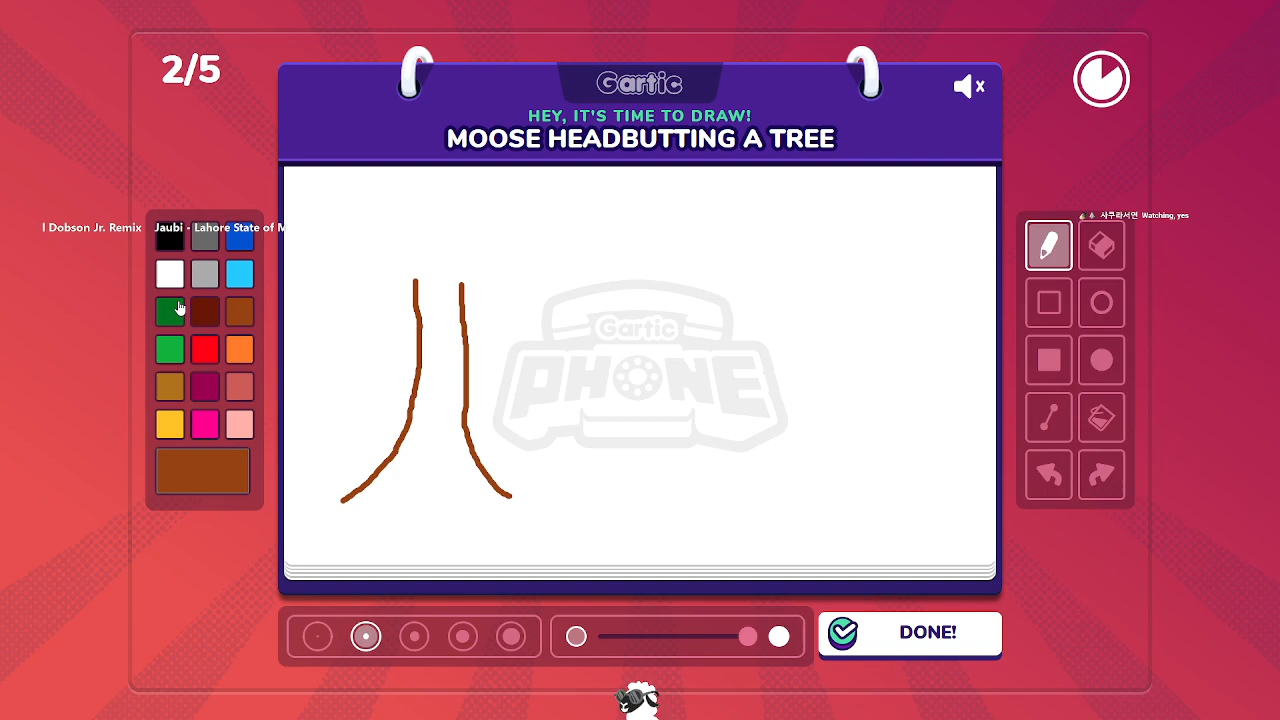 2/5
Gartic
HEY, IT'S TIME TO DRAW!
MOOSE HEADBUTTING A TREE
l Dobson Jr. Remix Jaubi - Lahore State of M
사쿠라서연 Watching, yes
Gartic
PHONE
DONE!